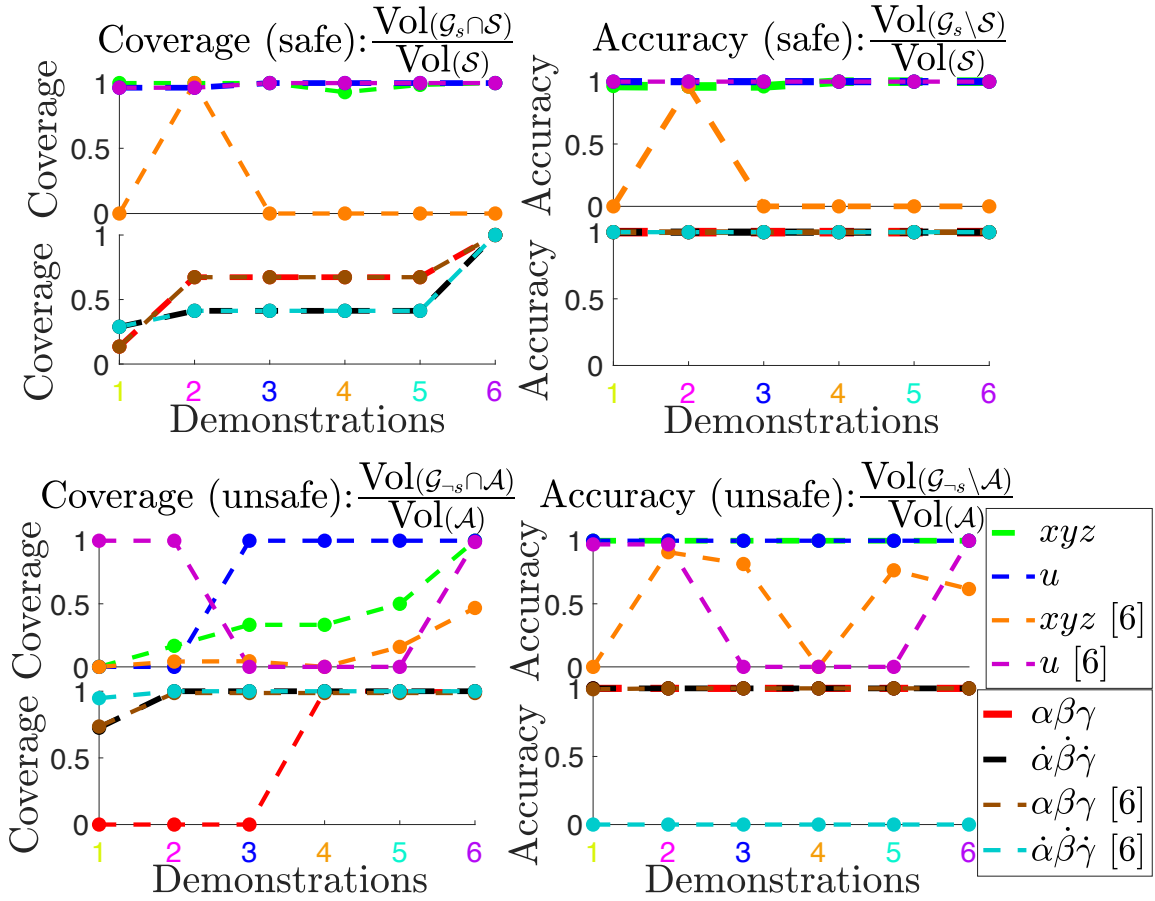 Coverage (safe): Vol(𝒢ₛ∩𝒮) / Vol(𝒮)
Coverage
1
0.5
0
Coverage
1
0.5
0
1 2 3 4 5 6
Demonstrations
Accuracy (safe): Vol(𝒢ₛ\𝒮) / Vol(𝒮)
Accuracy
1
0.5
0
Accuracy
1
0.5
0
1 2 3 4 5 6
Demonstrations
Coverage (unsafe): Vol(𝒢¬ₛ∩𝒜) / Vol(𝒜)
Coverage
1
0.5
0
Coverage
1
0.5
0
1 2 3 4 5 6
Demonstrations
Accuracy (unsafe): Vol(𝒢¬ₛ\𝒜) / Vol(𝒜)
Accuracy
1
0.5
0
Accuracy
1
0.5
0
1 2 3 4 5 6
Demonstrations
xyz
u
xyz [6]
u [6]
αβγ
α̇β̇γ̇
αβγ [6]
α̇β̇γ̇ [6]